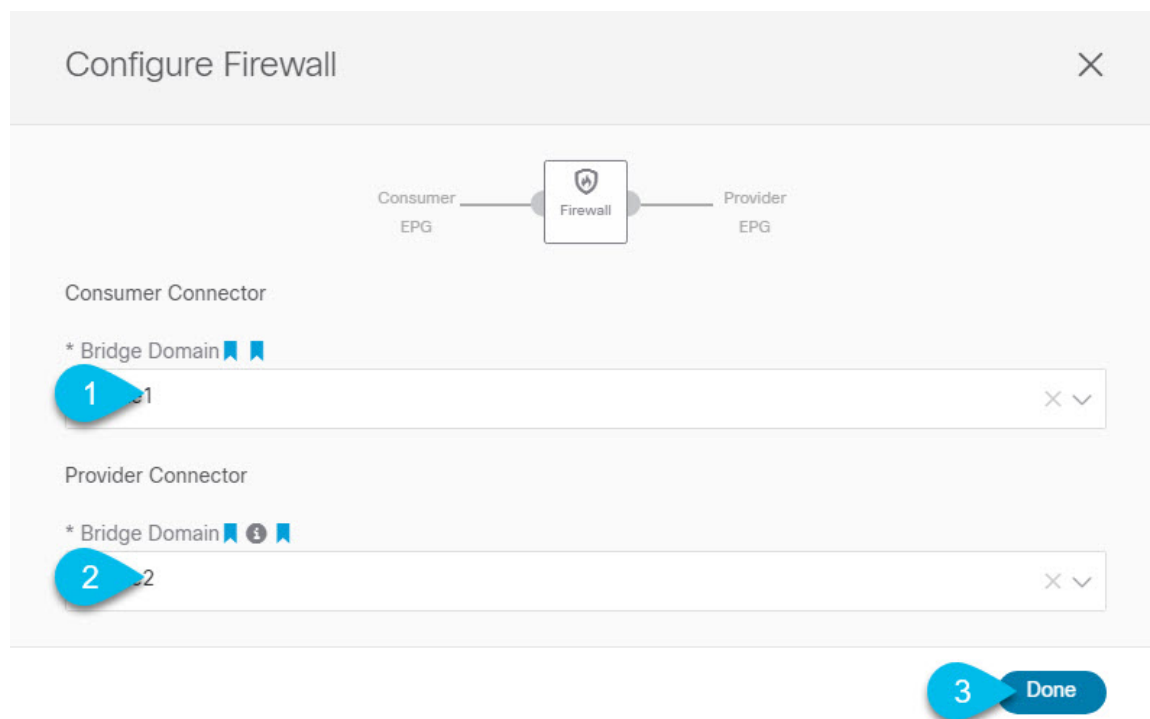 Configure Firewall
Consumer
EPG
Firewall
Provider
EPG
Consumer Connector
* Bridge Domain
1
Provider Connector
* Bridge Domain
2
3 Done